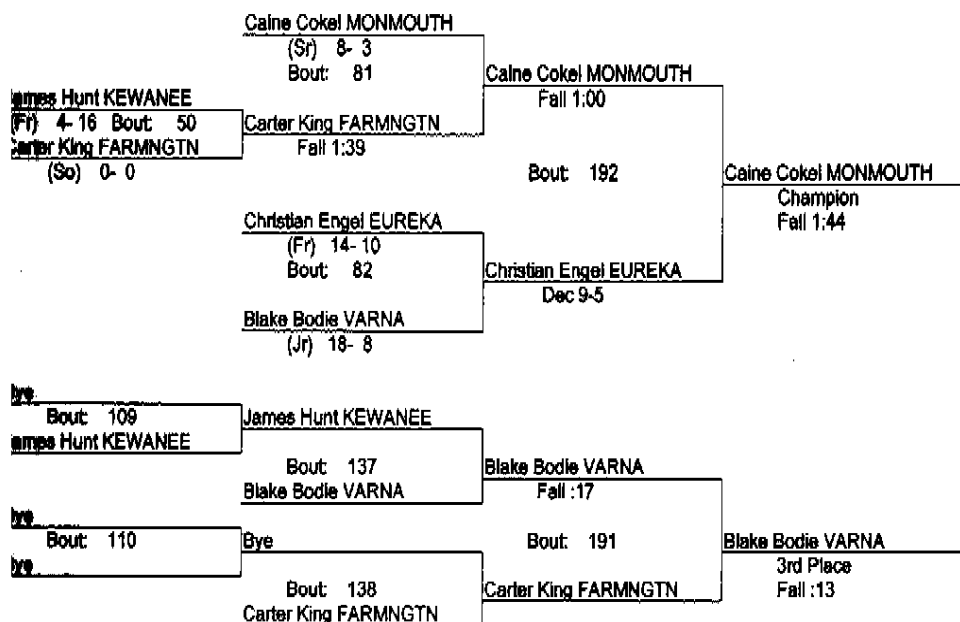 Caine Cokel MONMOUTH
(Sr) 8- 3
Bout: 81
Caine Cokel MONMOUTH
Fall 1:00
ames Hunt KEWANEE
(Fr) 4- 16 Bout: 50
Carter King FARMNGTN
Carter King FARMNGTN
Fall 1:39
(So) 0- 0
Bout: 192
Caine Cokel MONMOUTH
Champion
Fall 1:44
Christian Engel EUREKA
(Fr) 14- 10
Bout: 82
Christian Engel EUREKA
Dec 9-5
Blake Bodie VARNA
(Jr) 18- 8
lye
Bout: 109
James Hunt KEWANEE
ames Hunt KEWANEE
Bout: 137
Blake Bodie VARNA
Blake Bodie VARNA
Fall :17
lye
Bout: 110
Bye
Bout: 191
Blake Bodie VARNA
3rd Place
Fall :13
lye
Bout: 138
Carter King FARMNGTN
Carter King FARMNGTN